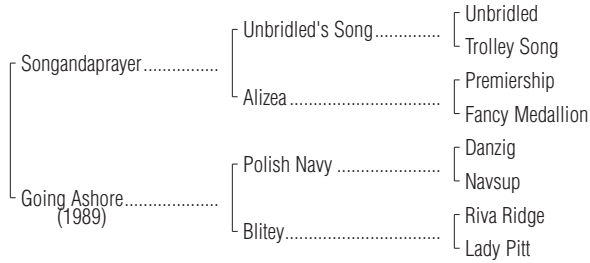 Unbridled
Unbridled's Song..............
Trolley Song
Songandaprayer................
Premiership
Alizea ................................
Fancy Medallion
Danzig
Polish Navy ......................
Navsup
Going Ashore....................
(1989)
Riva Ridge
Blitey.................................
Lady Pitt